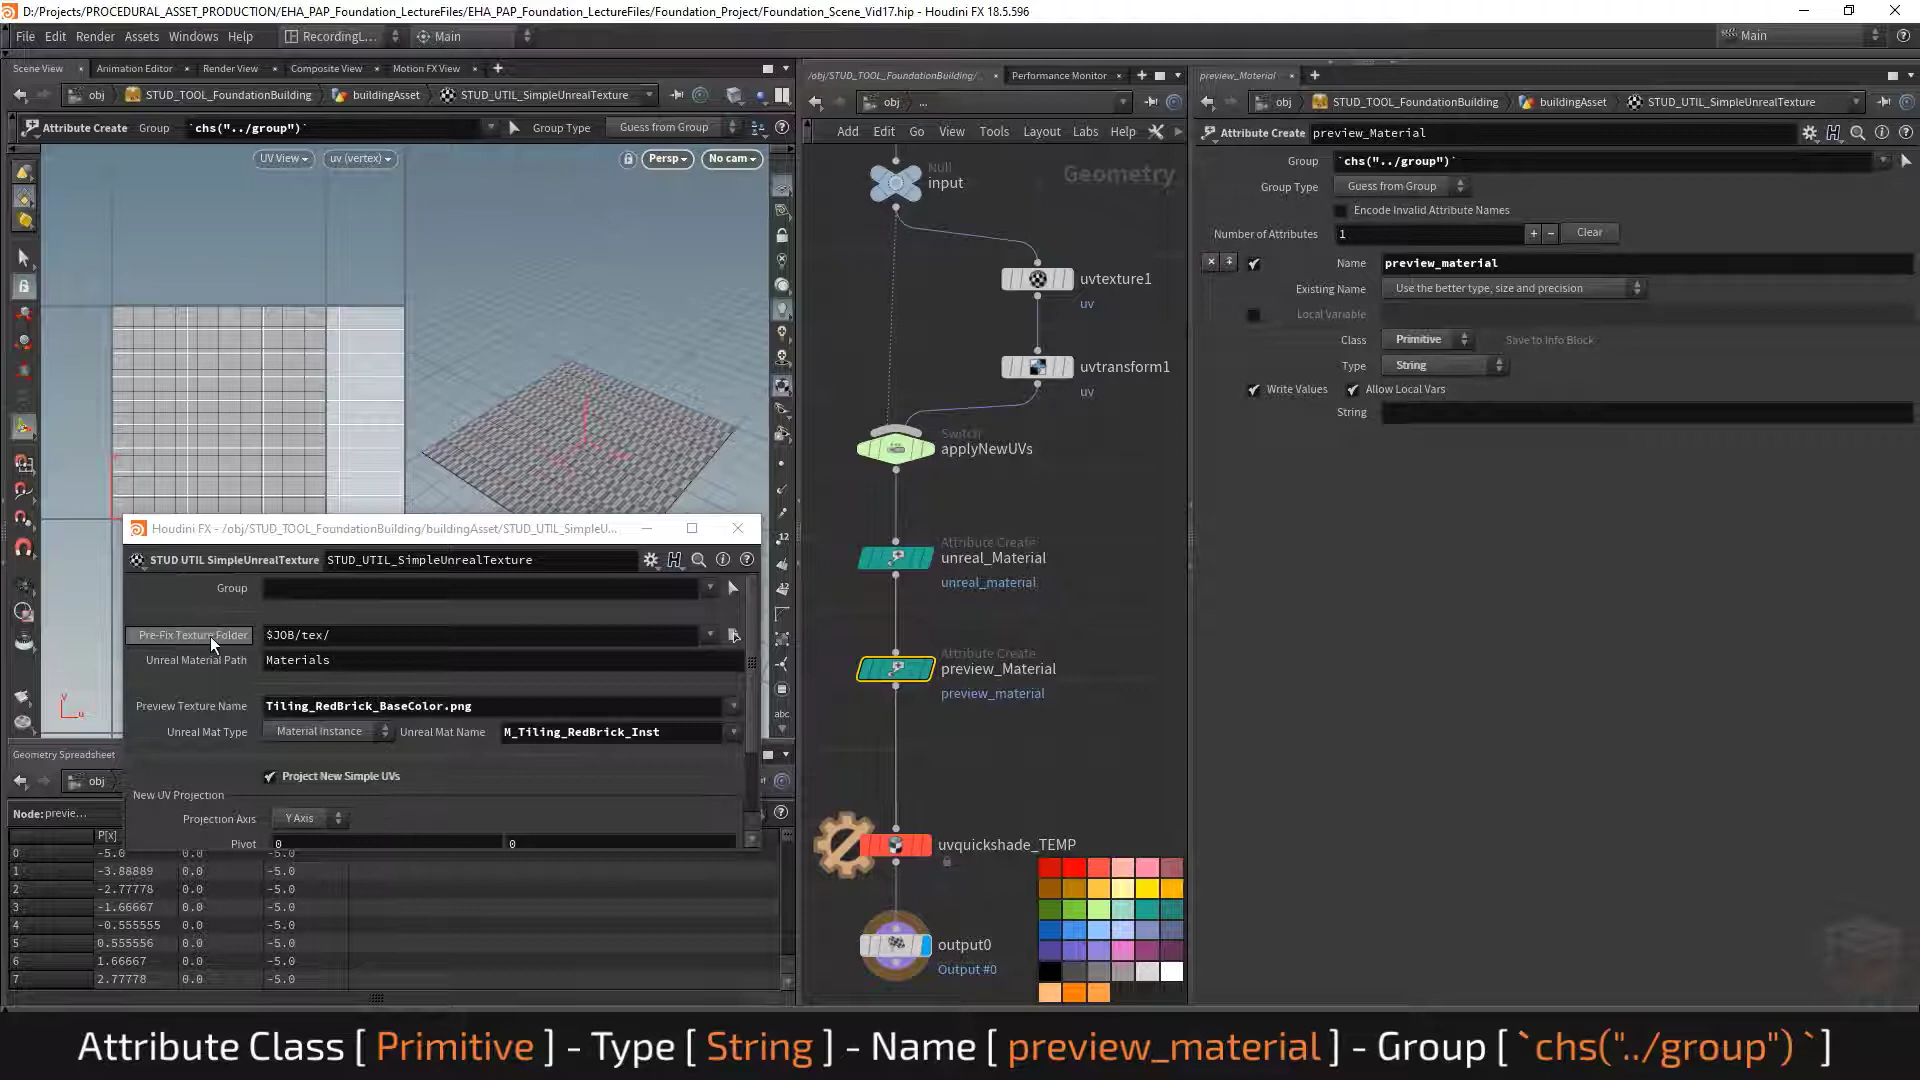 D:/Projects/PROCEDURAL_ASSET_PRODUCTION/EHA_PAP_Foundation_LectureFiles/EHA_PAP_Foundation_LectureFiles/Foundation_Project/Foundation_Scene_Vid17.hip - Houdini FX 18.5.596
File Edit Render Assets Windows Help RecordingL... Main Main
Scene View Animation Editor Render View Composite View Motion FX View
obj STUD_TOOL_FoundationBuilding buildingAsset STUD_UTIL_SimpleUnrealTexture
Attribute Create Group `chs("../group")` Group Type Guess from Group
UV View uv (vertex) Persp No cam
/obj/STUD_TOOL_FoundationBuilding/ Performance Monitor
obj ...
Add Edit Go View Tools Layout Labs Help
Geometry
Null
input
uvtexture1
uv
uvtransform1
uv
Switch
applyNewUVs
Attribute Create
unreal_Material
unreal_material
Attribute Create
preview_Material
preview_material
uvquickshade_TEMP
output0
Output #0
preview_Material
obj STUD_TOOL_FoundationBuilding buildingAsset STUD_UTIL_SimpleUnrealTexture
Attribute Create preview_Material
Group `chs("../group")`
Group Type Guess from Group
Encode Invalid Attribute Names
Number of Attributes 1 + - Clear
Name preview_material
Existing Name Use the better type, size and precision
Local Variable
Class Primitive Save to Info Block
Type String
Write Values Allow Local Vars
String
Houdini FX - /obj/STUD_TOOL_FoundationBuilding/buildingAsset/STUD_UTIL_SimpleU...
STUD UTIL SimpleUnrealTexture STUD_UTIL_SimpleUnrealTexture
Group
Pre-Fix Texture Folder $JOB/tex/
Unreal Material Path Materials
Preview Texture Name Tiling_RedBrick_BaseColor.png
Unreal Mat Type Material Instance Unreal Mat Name M_Tiling_RedBrick_Inst
Project New Simple UVs
New UV Projection
Projection Axis Y Axis
Pivot 0 0
Geometry Spreadsheet
obj
Node: previe...
P[x]
0 -5.0 0.0 -5.0
1 -3.88889 0.0 -5.0
2 -2.77778 0.0 -5.0
3 -1.66667 0.0 -5.0
4 -0.555555 0.0 -5.0
5 0.555556 0.0 -5.0
6 1.66667 0.0 -5.0
7 2.77778 0.0 -5.0
v
u
12
abc
Attribute Class [ Primitive ] - Type [ String ] - Name [ preview_material ] - Group [ `chs("../group")` ]